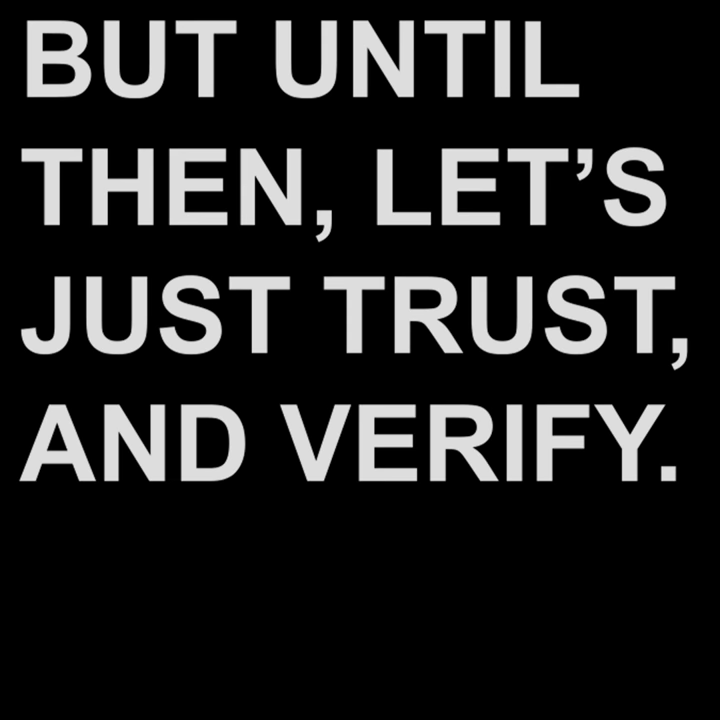 BUT UNTIL
THEN, LET’S
JUST TRUST,
AND VERIFY.